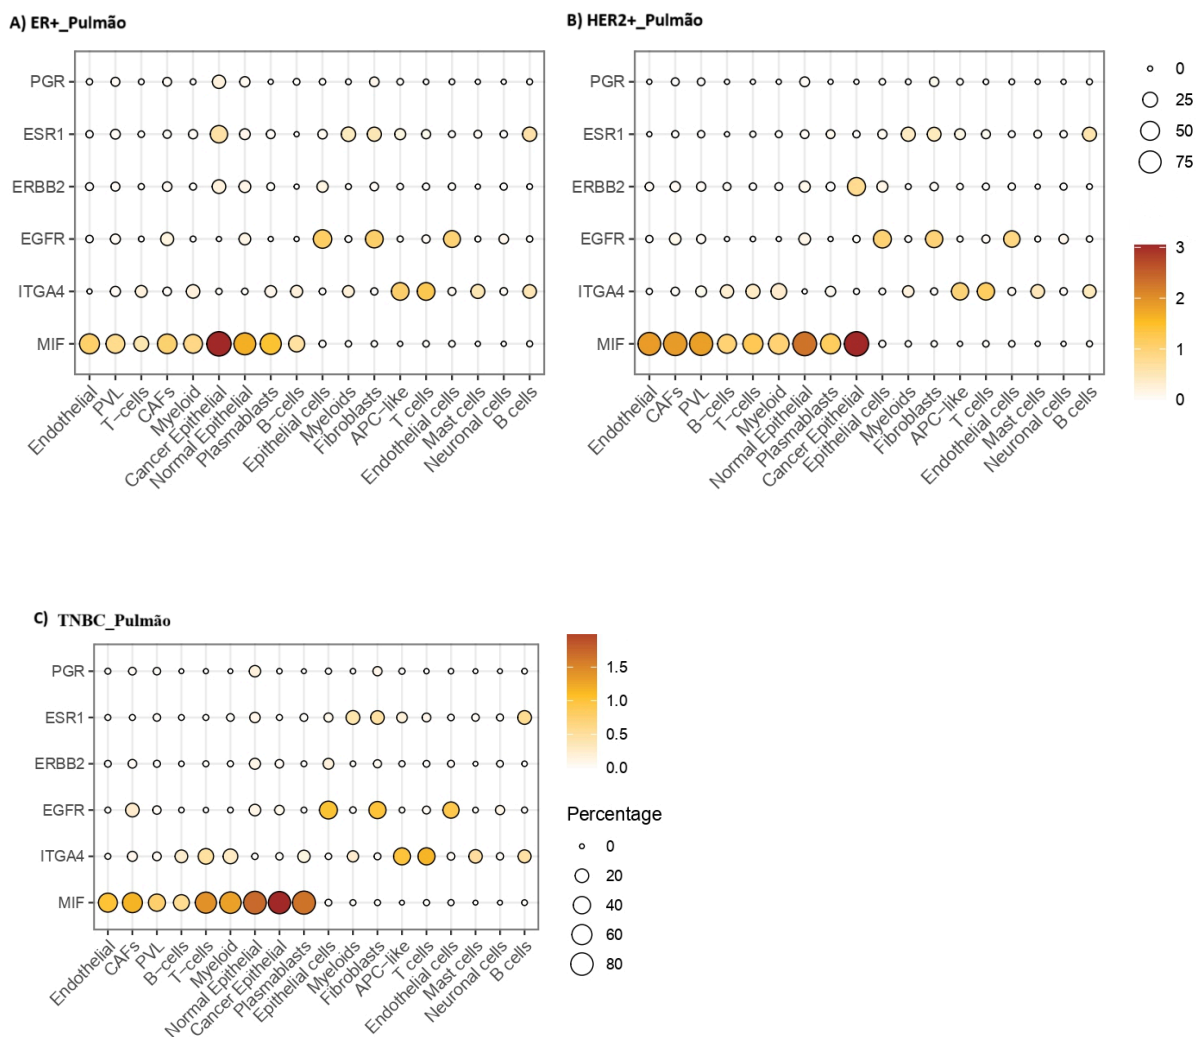 A) ER+_Pulmão
PGR
ESR1
ERBB2
EGFR
ITGA4
MIF
Endothelial
PVL
T-cells
CAFs
Myeloid
Cancer Epithelial
Normal Epithelial
Plasmablasts
B-cells
Epithelial cells
Myeloids
Fibroblasts
APC-like
T cells
Endothelial cells
Mast cells
Neuronal cells
B cells
B) HER2+_Pulmão
PGR
ESR1
ERBB2
EGFR
ITGA4
MIF
Endothelial
CAFs
PVL
B-cells
T-cells
Myeloid
Normal Epithelial
Plasmablasts
Cancer Epithelial
Epithelial cells
Myeloids
Fibroblasts
APC-like
T cells
Endothelial cells
Mast cells
Neuronal cells
B cells
0
25
50
75
3
2
1
0
C) TNBC_Pulmão
PGR
ESR1
ERBB2
EGFR
ITGA4
MIF
Endothelial
CAFs
PVL
B-cells
T-cells
Myeloid
Normal Epithelial
Cancer Epithelial
Plasmablasts
Epithelial cells
Myeloids
Fibroblasts
APC-like
T cells
Endothelial cells
Mast cells
Neuronal cells
B cells
1.5
1.0
0.5
0.0
Percentage
0
20
40
60
80